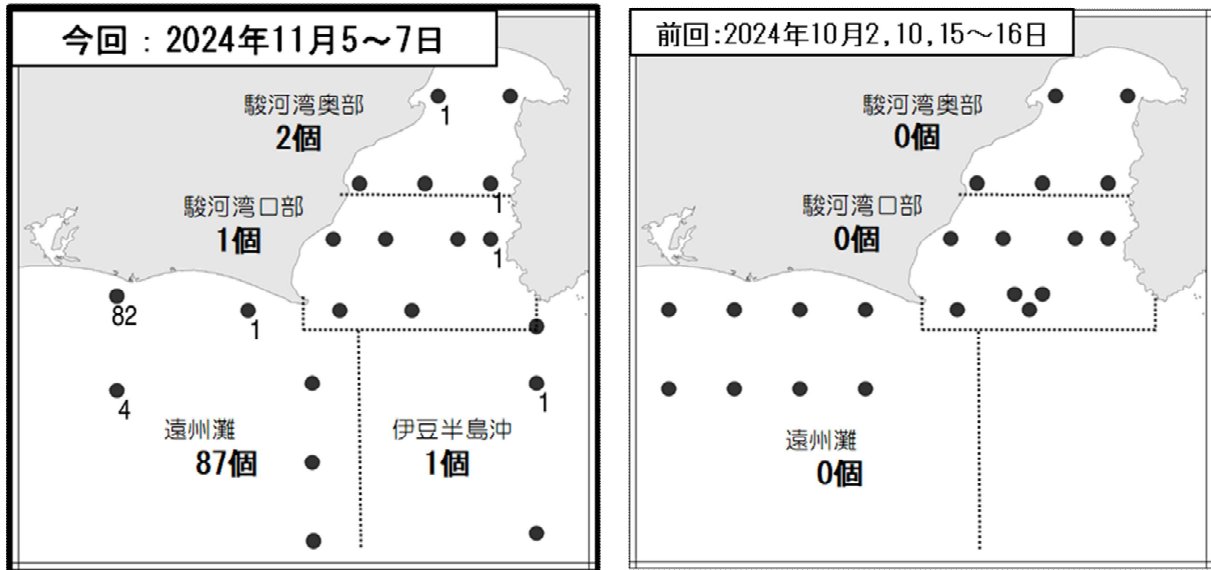 今回：2024年11月5～7日
駿河湾奥部
2個
1
1
駿河湾口部
1個
1
82
1
4
1
遠州灘
87個
伊豆半島沖
1個
前回:2024年10月2,10,15～16日
駿河湾奥部
0個
駿河湾口部
0個
遠州灘
0個